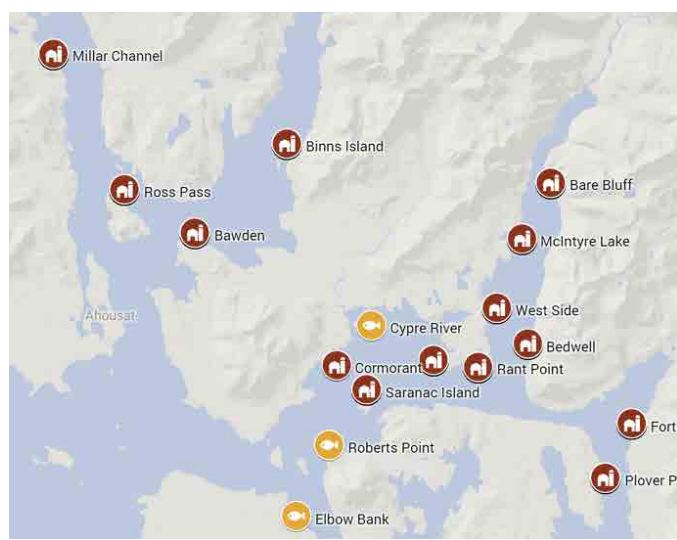 Millar Channel
Binns Island
Ross Pass
Bare Bluff
Bawden
McIntyre Lake
Ahousat
West Side
Cypre River
Bedwell
Cormorant
Rant Point
Saranac Island
Fort
Roberts Point
Plover P
Elbow Bank